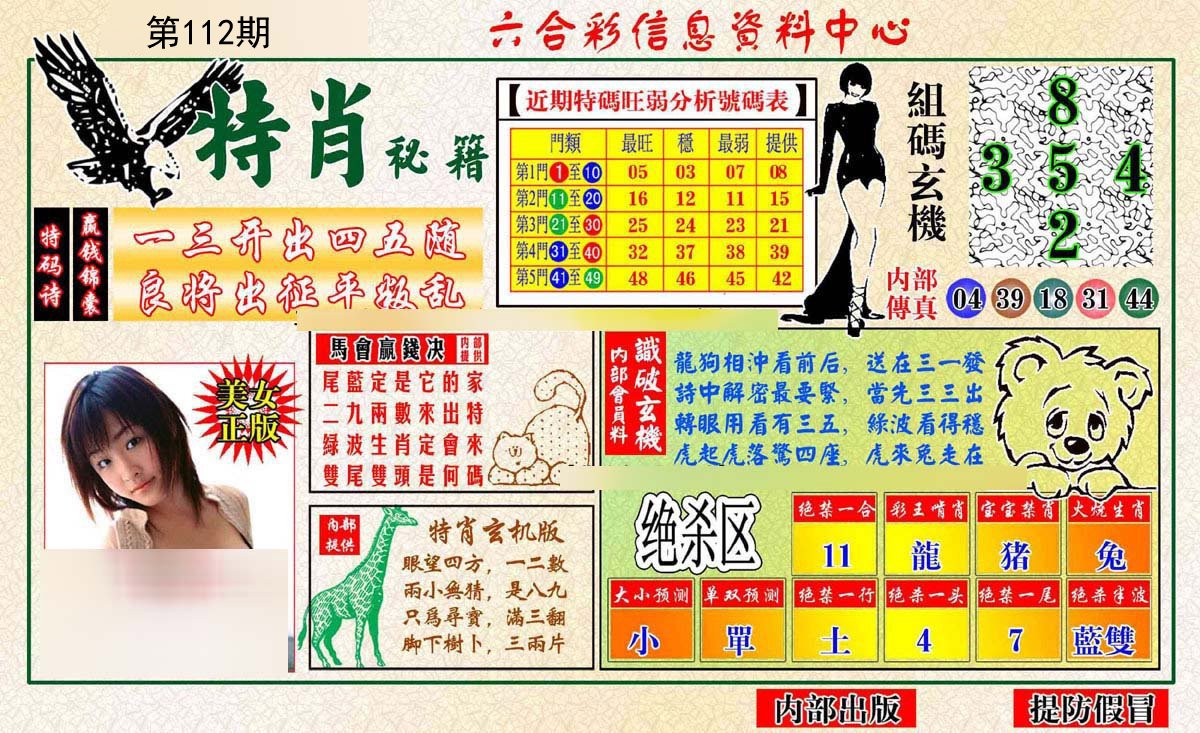 第112期
六合彩信息資料中心
特肖秘籍
特码诗
赢钱锦囊
一三开出四五随
良将出征平叛乱
【近期特碼旺弱分析號碼表】
門類 最旺 穩 最弱 提供
第1門1至10 05 03 07 08
第2門11至20 16 12 11 15
第3門21至30 25 24 23 21
第4門31至40 32 37 38 39
第5門41至49 48 46 45 42
組碼玄機
8
3 5 4
2
内部傳真 04 39 18 31 44
美女正版
馬會贏錢决
内部提供
尾藍定是它的家
二九兩數來出特
綠波生肖定會來
雙尾雙頭是何碼
内部提供
特肖玄机版
眼望四方，一二數
兩小無猜，是八九
只爲尋寶，滿三翻
脚下樹卜，三兩片
識破玄機
内部會員料
龍狗相沖看前后，送在三一發
詩中解密最要緊，當先三三出
轉眼用看有三五，綠波看得穩
虎起虎落驚四座，虎來兔走在
绝杀区
绝禁一合 彩王啃肖 宝宝禁肖 火烧生肖
11 龍 猪 兔
大小预测 單双预测 绝禁一行 绝杀一头 绝禁一尾 绝杀半波
小 單 土 4 7 藍雙
内部出版
提防假冒